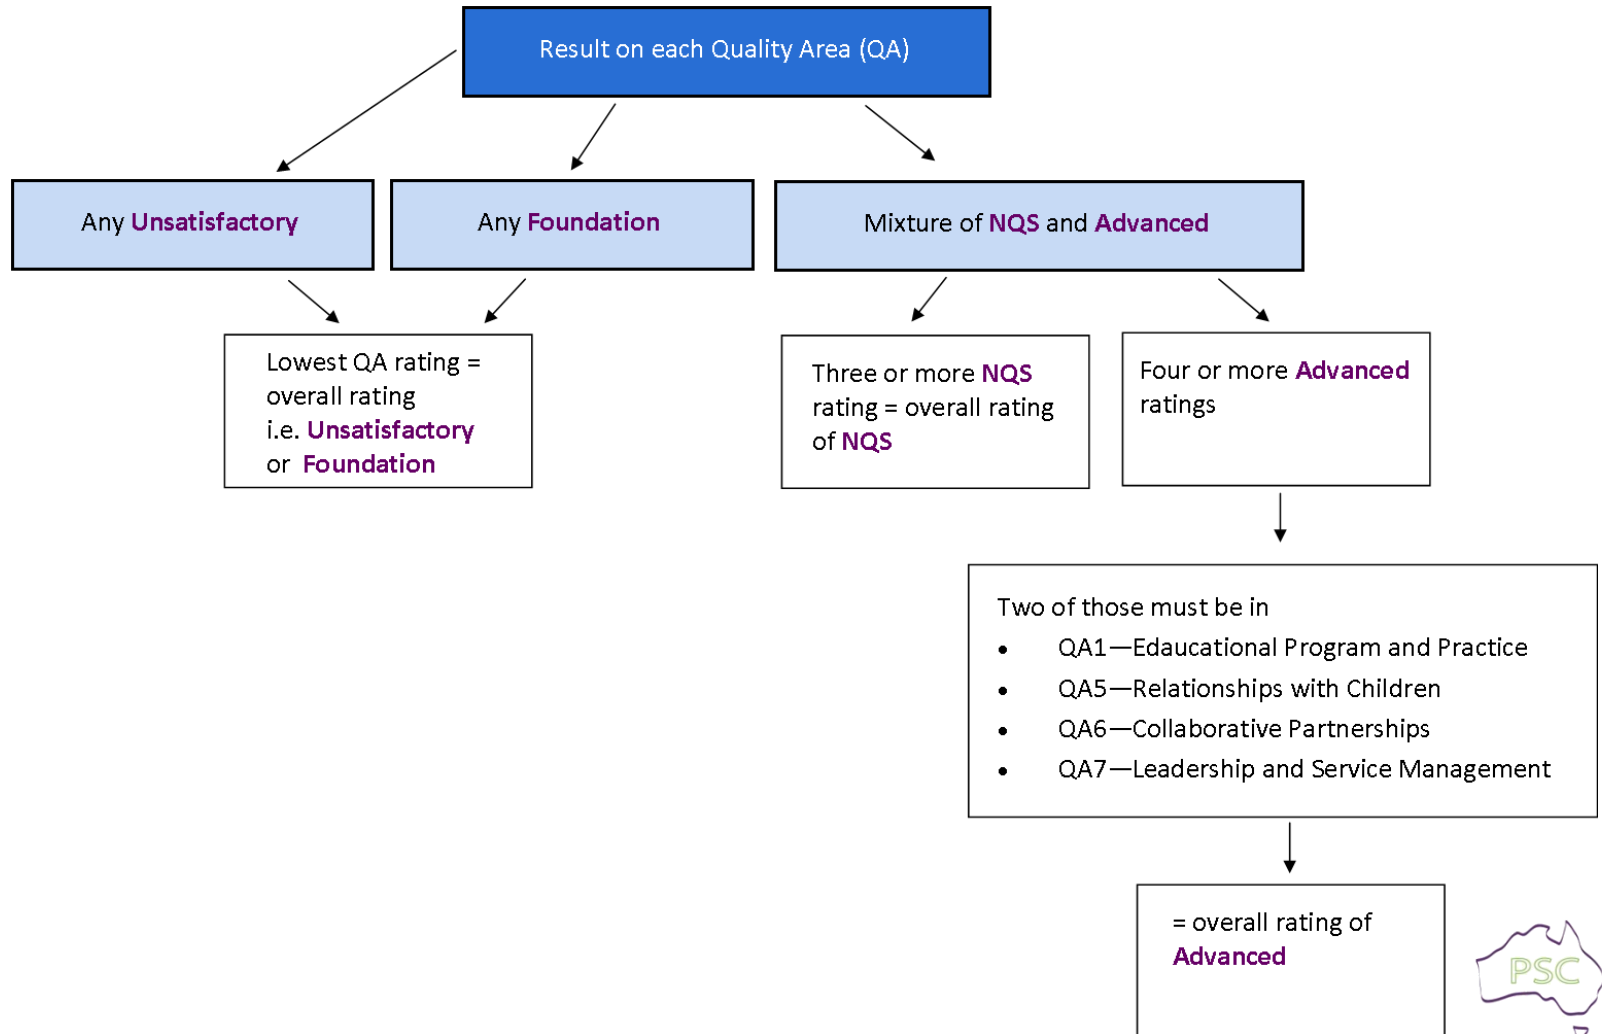 Result on each Quality Area (QA)
Any Unsatisfactory
Any Foundation
Mixture of NQS and Advanced
Lowest QA rating =
overall rating
i.e. Unsatisfactory
or Foundation
Three or more NQS
rating = overall rating
of NQS
Four or more Advanced
ratings
Two of those must be in
• QA1—Edaucational Program and Practice
• QA5—Relationships with Children
• QA6—Collaborative Partnerships
• QA7—Leadership and Service Management
= overall rating of
Advanced
PSC